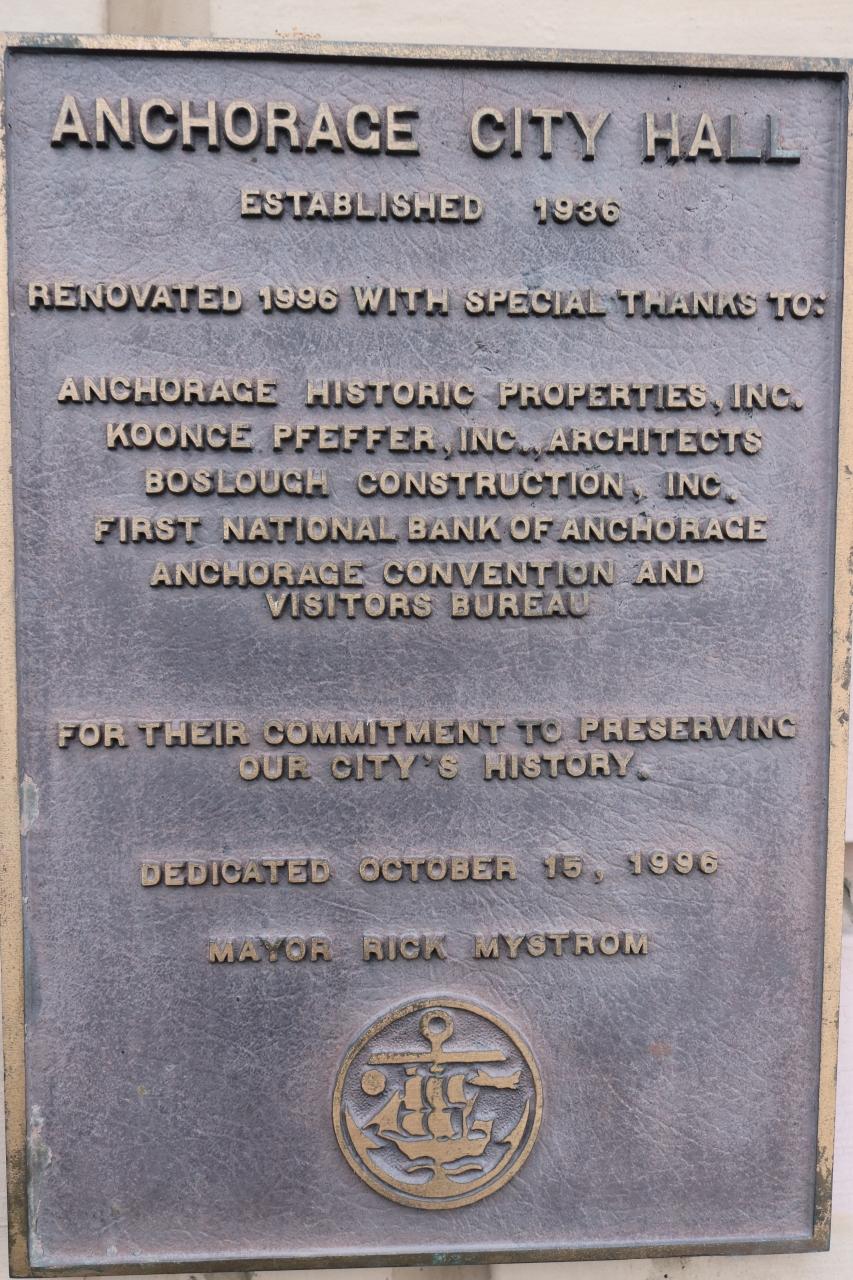 ANCHORAGE CITY HALL
ESTABLISHED 1936
RENOVATED 1996 WITH SPECIAL THANKS TO:
ANCHORAGE HISTORIC PROPERTIES, INC.
KOONCE PFEFFER, INC., ARCHITECTS
BOSLOUGH CONSTRUCTION, INC.
FIRST NATIONAL BANK OF ANCHORAGE
ANCHORAGE CONVENTION AND
VISITORS BUREAU
FOR THEIR COMMITMENT TO PRESERVING
OUR CITY'S HISTORY.
DEDICATED OCTOBER 15, 1996
MAYOR RICK MYSTROM